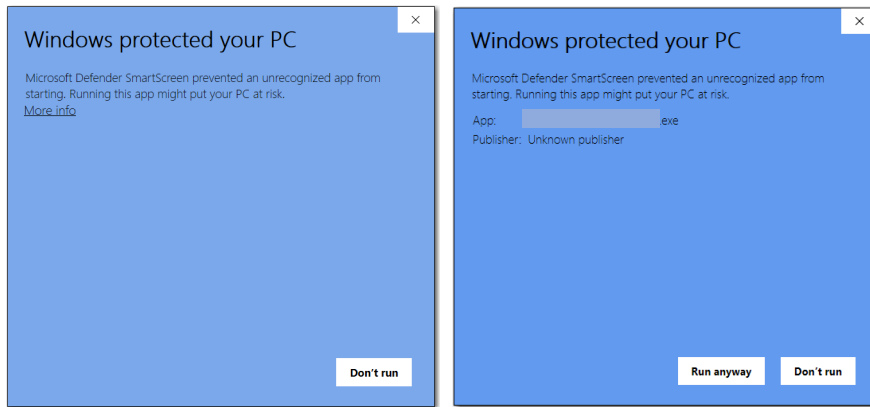 Windows protected your PC
Microsoft Defender SmartScreen prevented an unrecognized app from
starting. Running this app might put your PC at risk.
More info
Don't run
Windows protected your PC
Microsoft Defender SmartScreen prevented an unrecognized app from
starting. Running this app might put your PC at risk.
App: .exe
Publisher: Unknown publisher
Run anyway Don't run